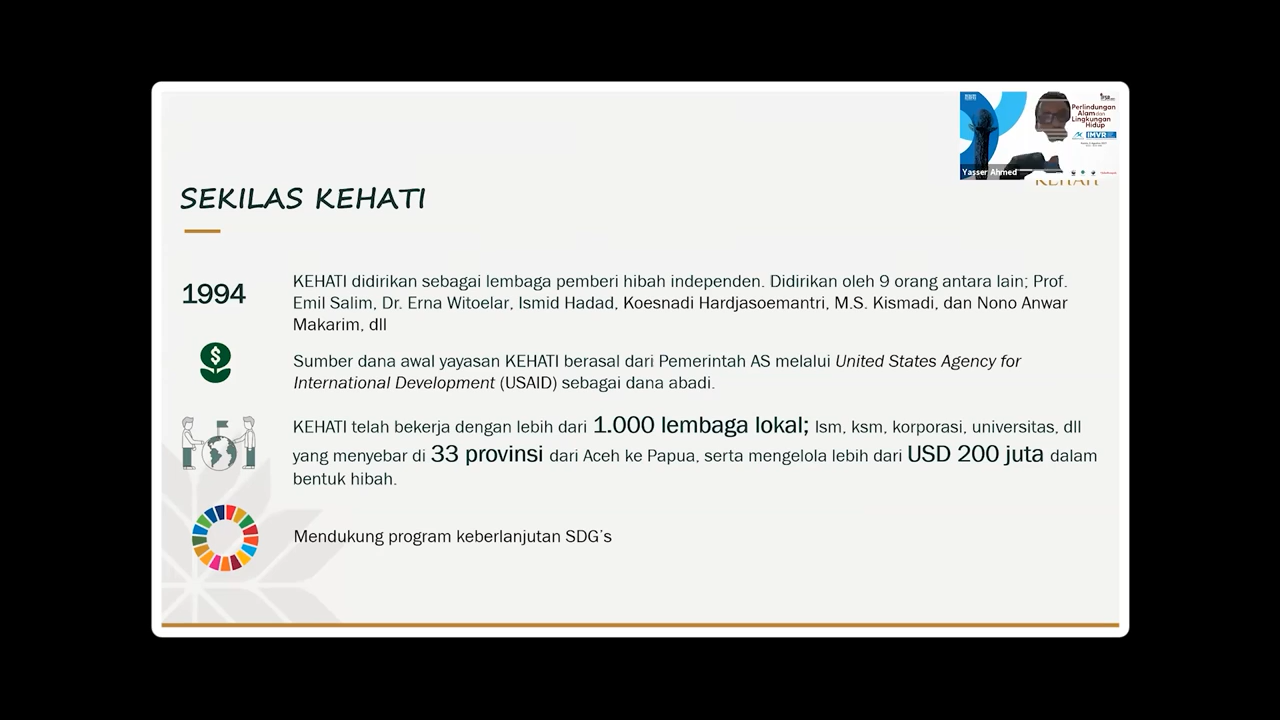 Perlindungan
Alam dan
Lingkungan
Hidup
IMVR
Yasser Ahmed
KEHATI
SEKILAS KEHATI
1994
KEHATI didirikan sebagai lembaga pemberi hibah independen. Didirikan oleh 9 orang antara lain; Prof.
Emil Salim, Dr. Erna Witoelar, Ismid Hadad, Koesnadi Hardjasoemantri, M.S. Kismadi, dan Nono Anwar
Makarim, dll
Sumber dana awal yayasan KEHATI berasal dari Pemerintah AS melalui United States Agency for
International Development (USAID) sebagai dana abadi.
KEHATI telah bekerja dengan lebih dari 1.000 lembaga lokal; lsm, ksm, korporasi, universitas, dll
yang menyebar di 33 provinsi dari Aceh ke Papua, serta mengelola lebih dari USD 200 juta dalam
bentuk hibah.
Mendukung program keberlanjutan SDG's